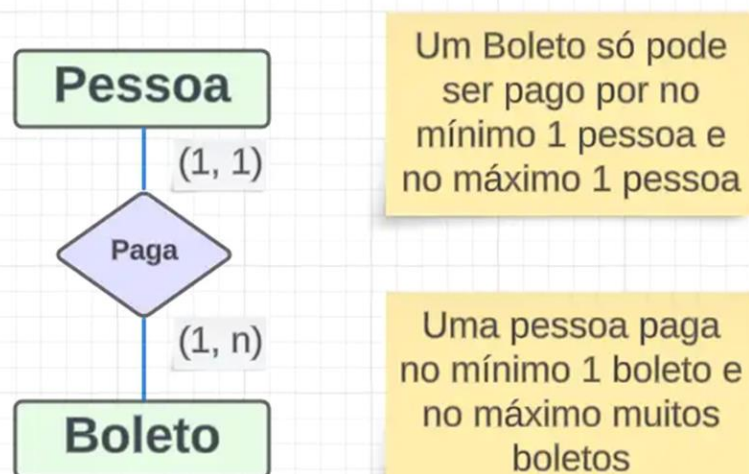 Pessoa
(1, 1)
Paga
(1, n)
Boleto
Um Boleto só pode
ser pago por no
mínimo 1 pessoa e
no máximo 1 pessoa
Uma pessoa paga
no mínimo 1 boleto e
no máximo muitos
boletos